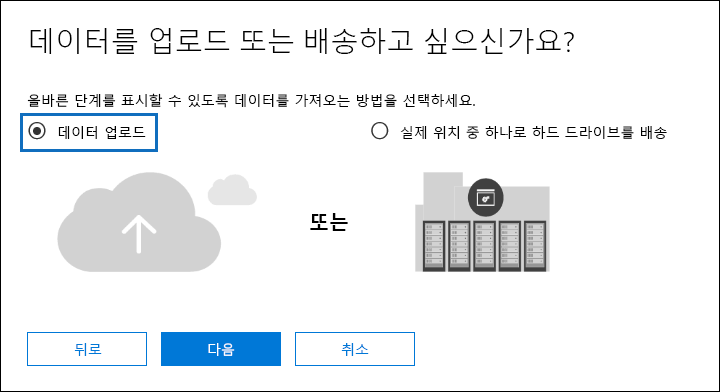 데이터를 업로드 또는 배송하고 싶으신가요?
올바른 단계를 표시할 수 있도록 데이터를 가져오는 방법을 선택하세요.
데이터 업로드
실제 위치 중 하나로 하드 드라이브를 배송
또는
뒤로
다음
취소